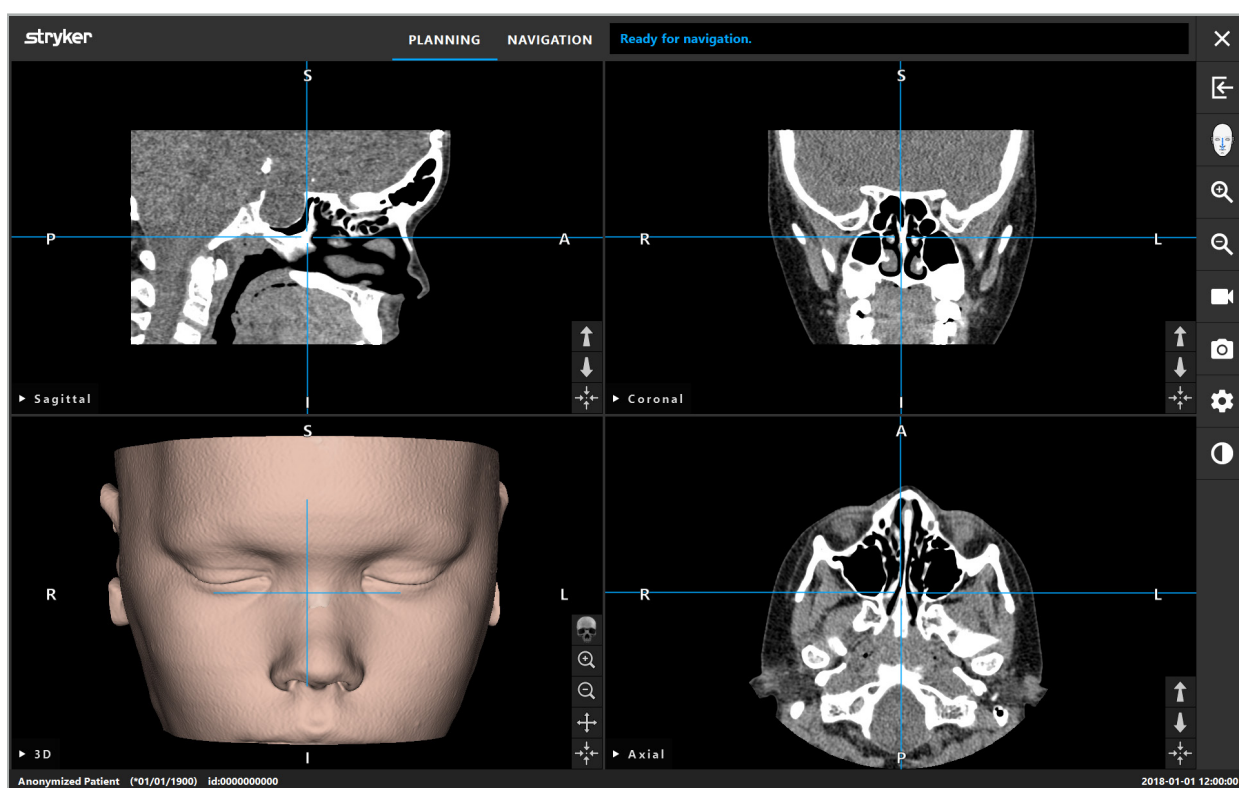 stryker
PLANNING NAVIGATION Ready for navigation.
S S
P A R L
Sagittal I Coronal I
S A
R L R L
3D I Axial P
Anonymized Patient (*01/01/1900) id:0000000000 2018-01-01 12:00:00